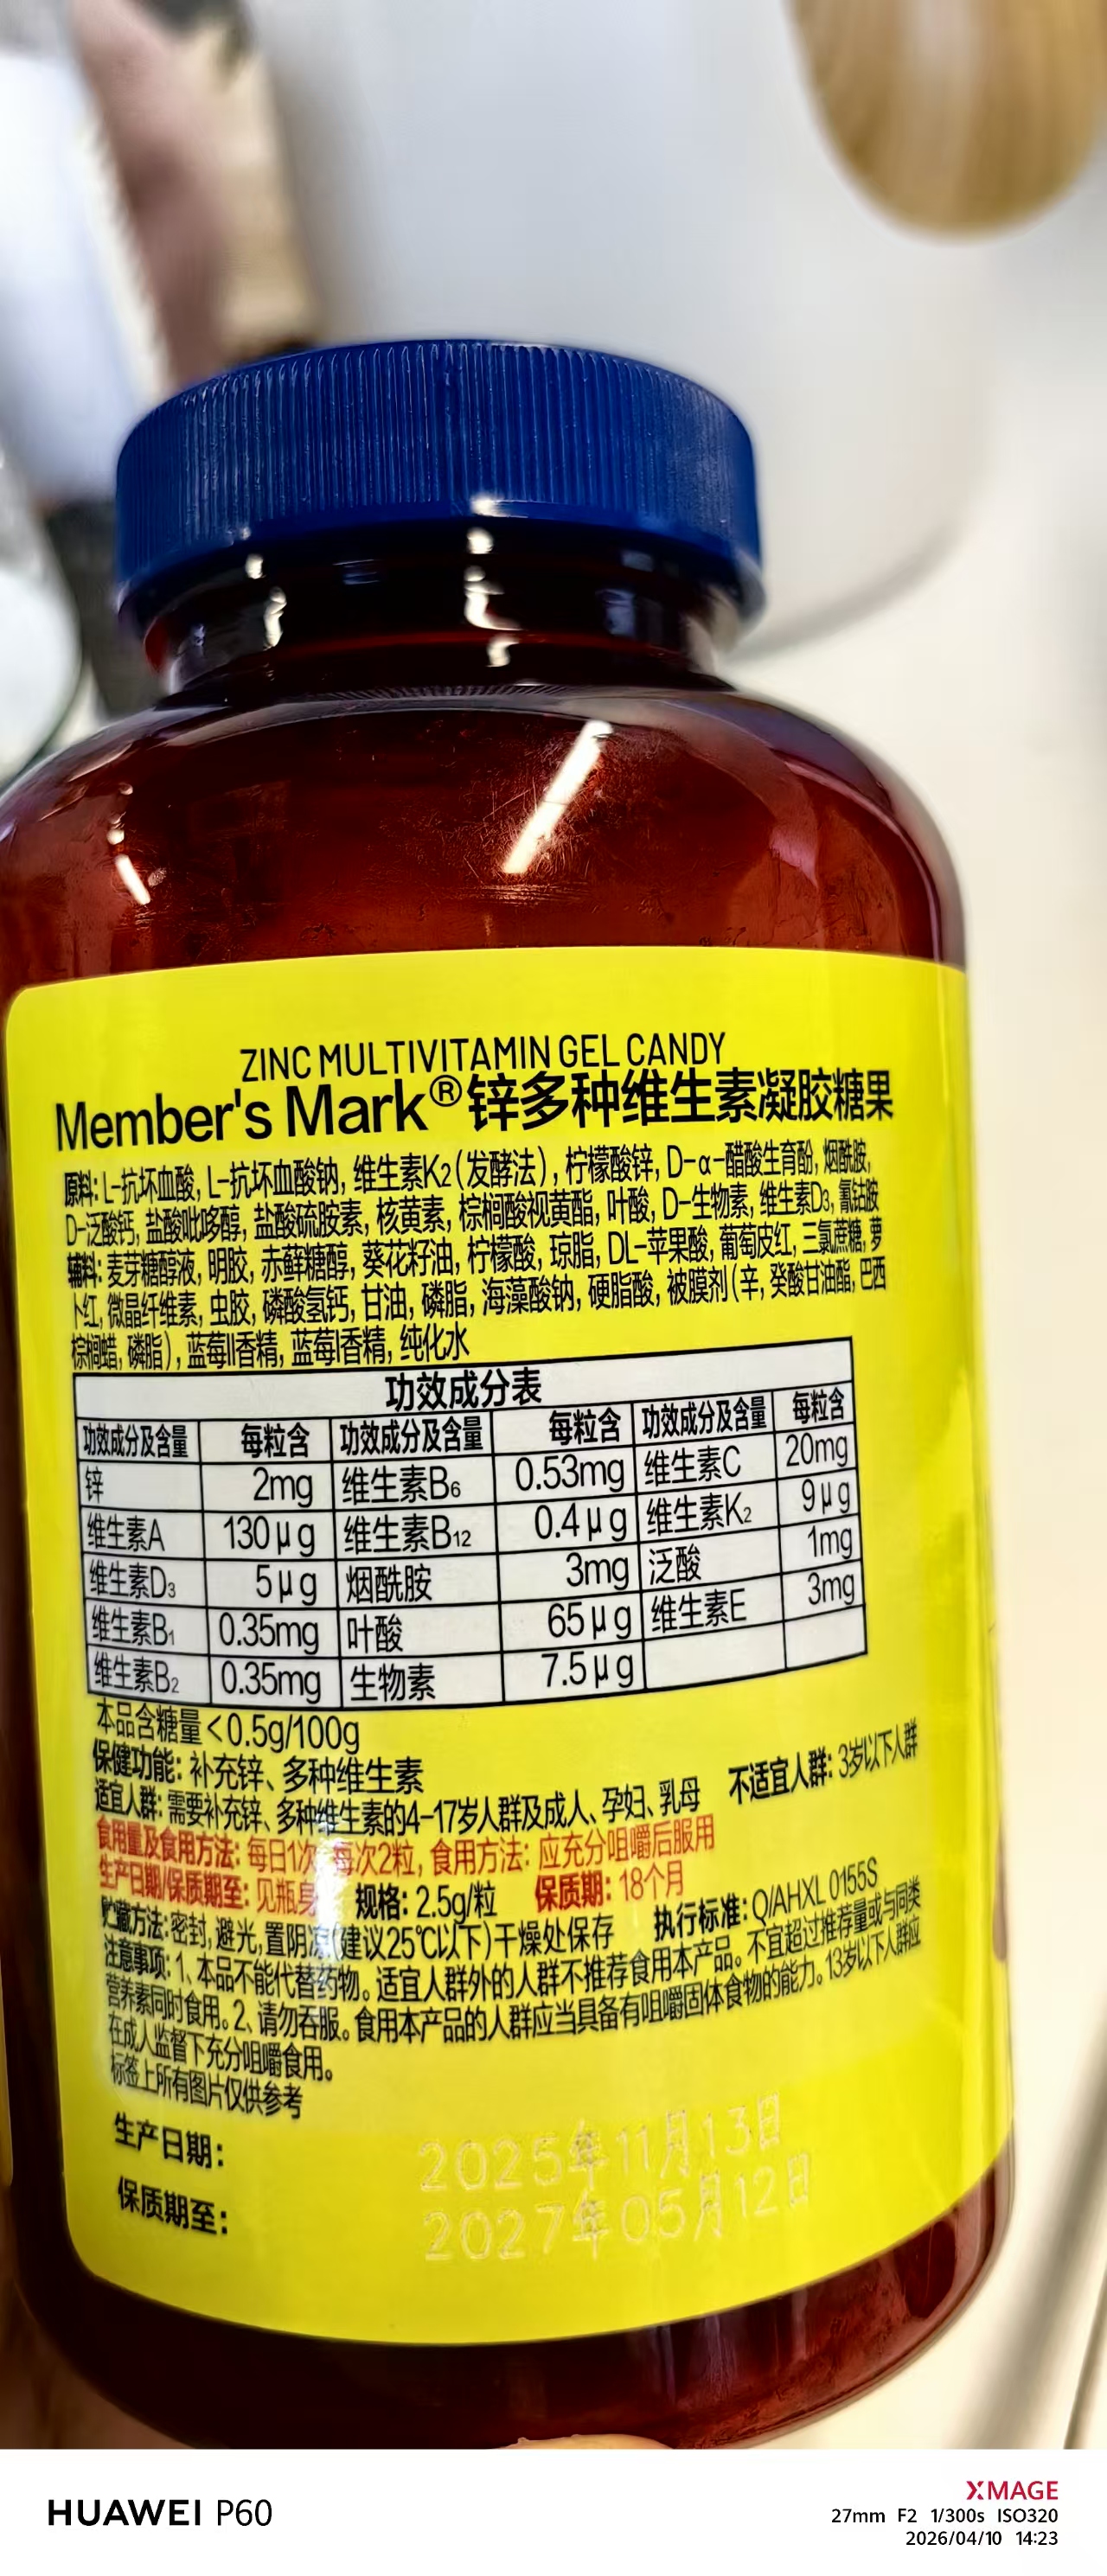 ZINC MULTIVITAMIN GEL CANDY
Member's Mark®锌多种维生素凝胶糖果
原料: L-抗坏血酸, L-抗坏血酸钠, 维生素K2(发酵法), 柠檬酸锌, D-α-醋酸生育酚, 烟酰胺,
D-泛酸钙, 盐酸吡哆醇, 盐酸硫胺素, 核黄素, 棕榈酸视黄酯, 叶酸, D-生物素, 维生素D3, 氰钴胺
辅料: 麦芽糖醇液, 明胶, 赤藓糖醇, 葵花籽油, 柠檬酸, 琼脂, DL-苹果酸, 葡萄皮红, 三氯蔗糖, 萝
卜红, 微晶纤维素, 虫胶, 磷酸氢钙, 甘油, 磷脂, 海藻酸钠, 硬脂酸, 被膜剂(辛, 癸酸甘油酯, 巴西
棕榈蜡, 磷脂), 蓝莓II香精, 蓝莓I香精, 纯化水
功效成分表
功效成分及含量 每粒含 功效成分及含量 每粒含 功效成分及含量 每粒含
锌 2mg 维生素B6 0.53mg 维生素C 20mg
维生素A 130μg 维生素B12 0.4μg 维生素K2 9μg
维生素D3 5μg 烟酰胺 3mg 泛酸 1mg
维生素B1 0.35mg 叶酸 65μg 维生素E 3mg
维生素B2 0.35mg 生物素 7.5μg
本品含糖量<0.5g/100g
保健功能: 补充锌、多种维生素
适宜人群: 需要补充锌、多种维生素的4-17岁人群及成人、孕妇、乳母 不适宜人群: 3岁以下人群
食用量及食用方法: 每日1次 每次2粒, 食用方法: 应充分咀嚼后服用
生产日期/保质期至: 见瓶身 规格: 2.5g/粒 保质期: 18个月
贮藏方法: 密封, 避光, 置阴凉(建议25℃以下)干燥处保存 执行标准: Q/AHXL 0155S
注意事项: 1、本品不能代替药物。适宜人群外的人群不推荐食用本产品。不宜超过推荐量或与同类
营养素同时食用。2、请勿吞服。食用本产品的人群应当具备有咀嚼固体食物的能力。13岁以下人群应
在成人监督下充分咀嚼食用。
标签上所有图片仅供参考
生产日期: 2025年11月13日
保质期至: 2027年05月12日
HUAWEI P60
XMAGE
27mm F2 1/300s ISO320
2026/04/10 14:23